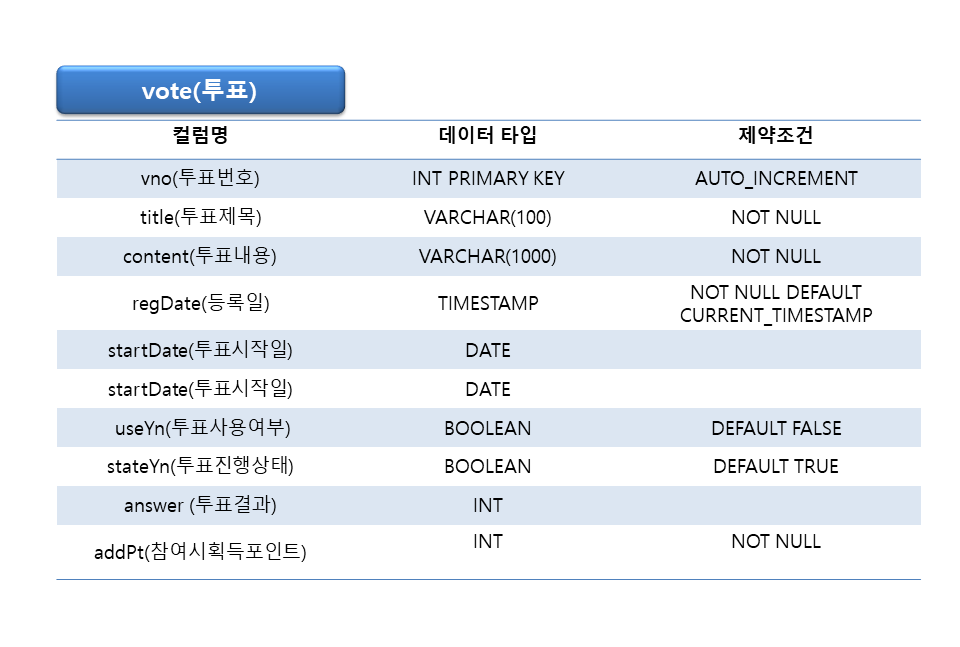 vote(투표)
컬럼명 데이터 타입 제약조건
vno(투표번호) INT PRIMARY KEY AUTO_INCREMENT
title(투표제목) VARCHAR(100) NOT NULL
content(투표내용) VARCHAR(1000) NOT NULL
regDate(등록일) TIMESTAMP NOT NULL DEFAULT
CURRENT_TIMESTAMP
startDate(투표시작일) DATE
startDate(투표시작일) DATE
useYn(투표사용여부) BOOLEAN DEFAULT FALSE
stateYn(투표진행상태) BOOLEAN DEFAULT TRUE
answer (투표결과) INT
addPt(참여시획득포인트) INT NOT NULL